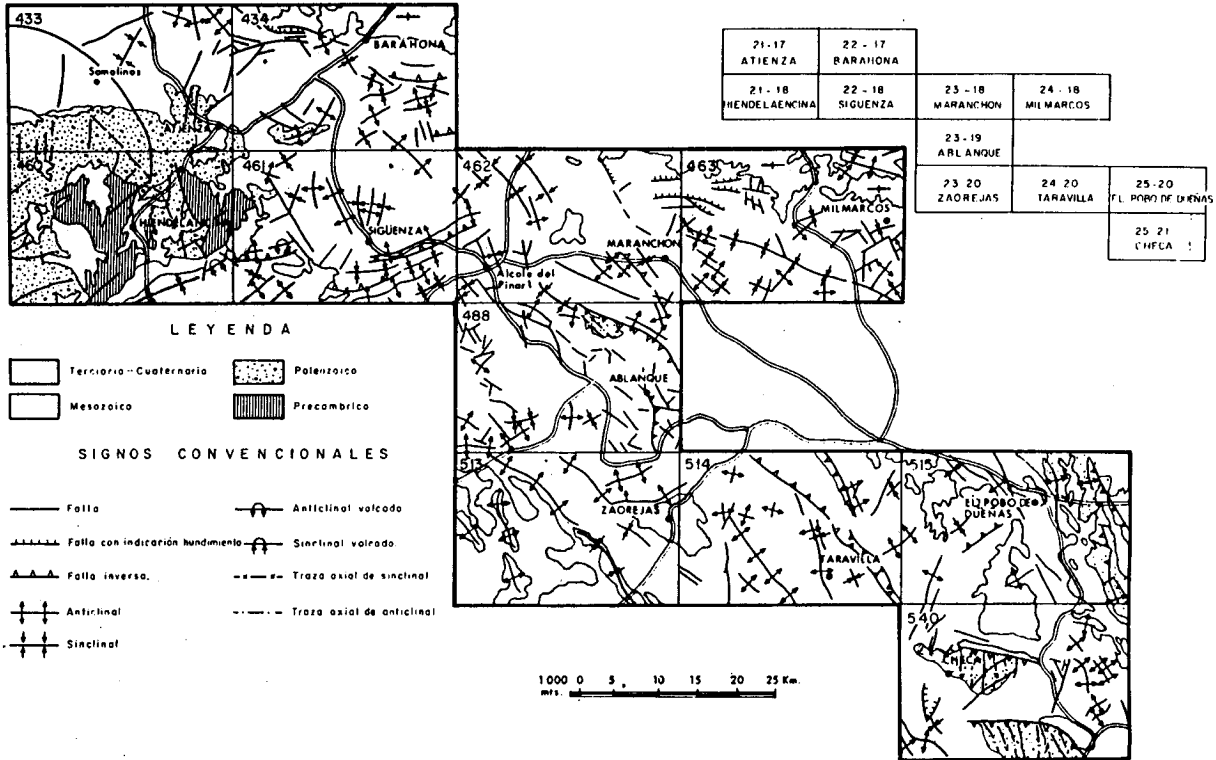 433
434
BARAHONA
Somolinos
ATIENZA
460
461
462
463
HIENDELAENCINA
SIGÜENZA
MARANCHON
MILMARCOS
Alcolea del
Pinar
488
ABLANQUE
513
514
515
ZAOREJAS
EL POBO DE
DUEÑAS
TARAVILLA
540
CHECA
21-17
ATIENZA
22-17
BARAHONA
21-18
HIENDELAENCINA
22-18
SIGUENZA
23-18
MARANCHON
24-18
MILMARCOS
23-19
ABLANQUE
23-20
ZAOREJAS
24-20
TARAVILLA
25-20
EL POBO DE DUEÑAS
25-21
CHECA
LEYENDA
Terciario-Cuaternario
Paleozoico
Mesozoico
Precambrico
SIGNOS CONVENCIONALES
Falla
Anticlinal volcado
Falla con indicación hundimiento
Sinclinal volcado.
Falla inversa.
Traza axial de sinclinal
Anticlinal
Traza axial de anticlinal
Sinclinal
1000 0 5 10 15 20 25 Km.
mts.